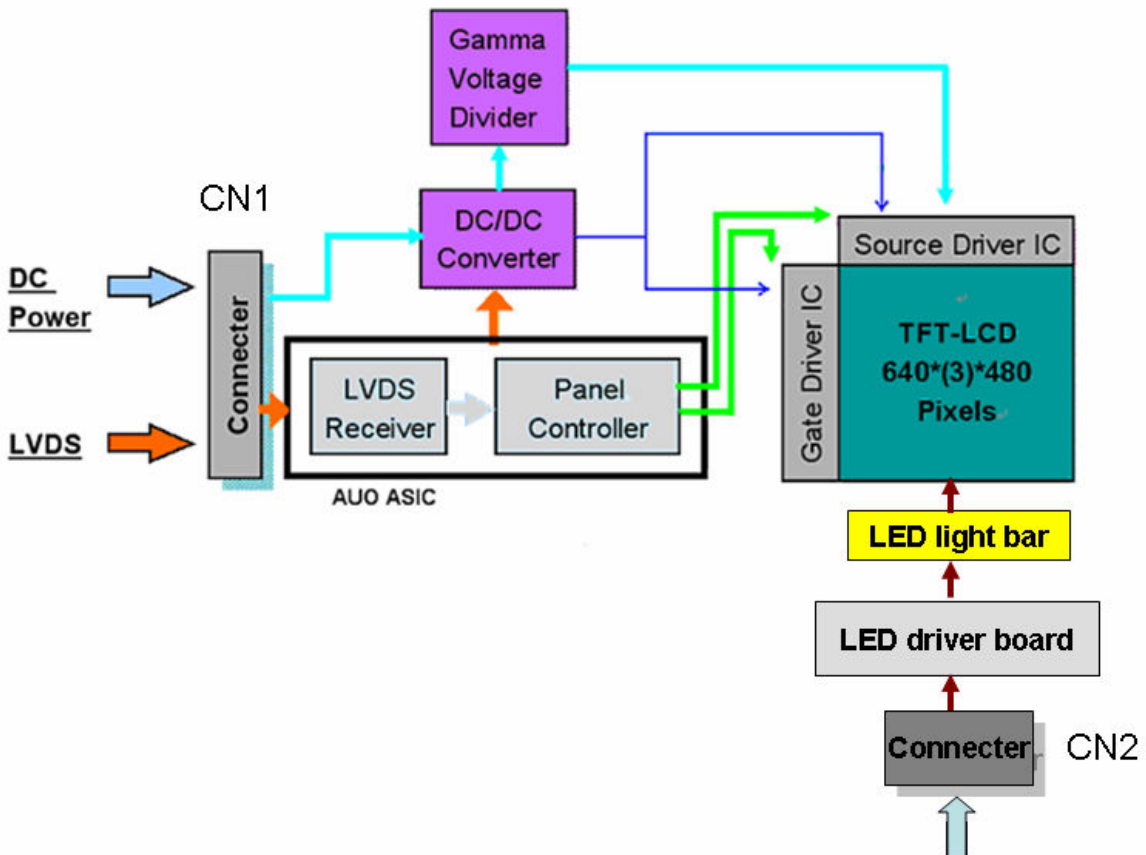 Gamma
Voltage
Divider
CN1
DC/DC
Converter
DC
Power
Connecter
LVDS
LVDS
Receiver
Panel
Controller
AUO ASIC
Source Driver IC
Gate Driver IC
TFT-LCD
640*(3)*480
Pixels
LED light bar
LED driver board
Connecter
CN2